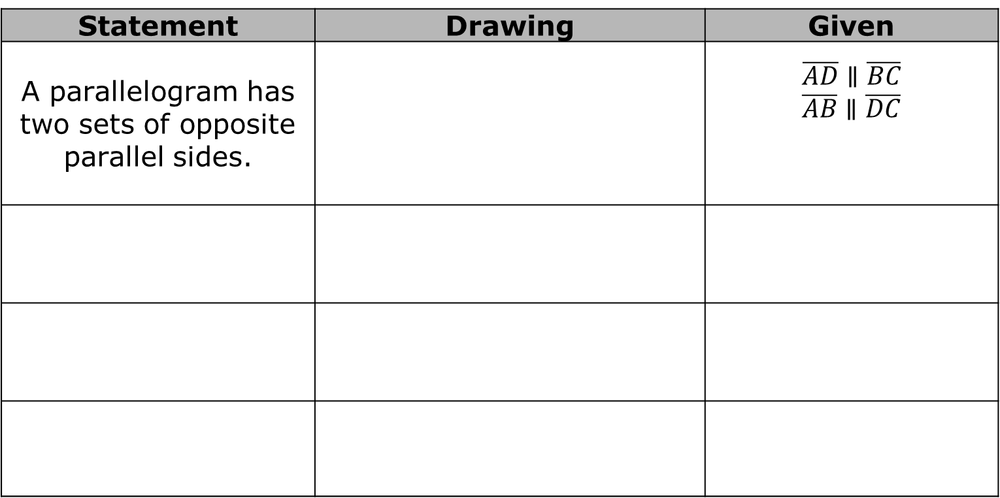 Statement Drawing Given
A parallelogram has
two sets of opposite
parallel sides.
$\overline{AD} \parallel \overline{BC}$
$\overline{AB} \parallel \overline{DC}$